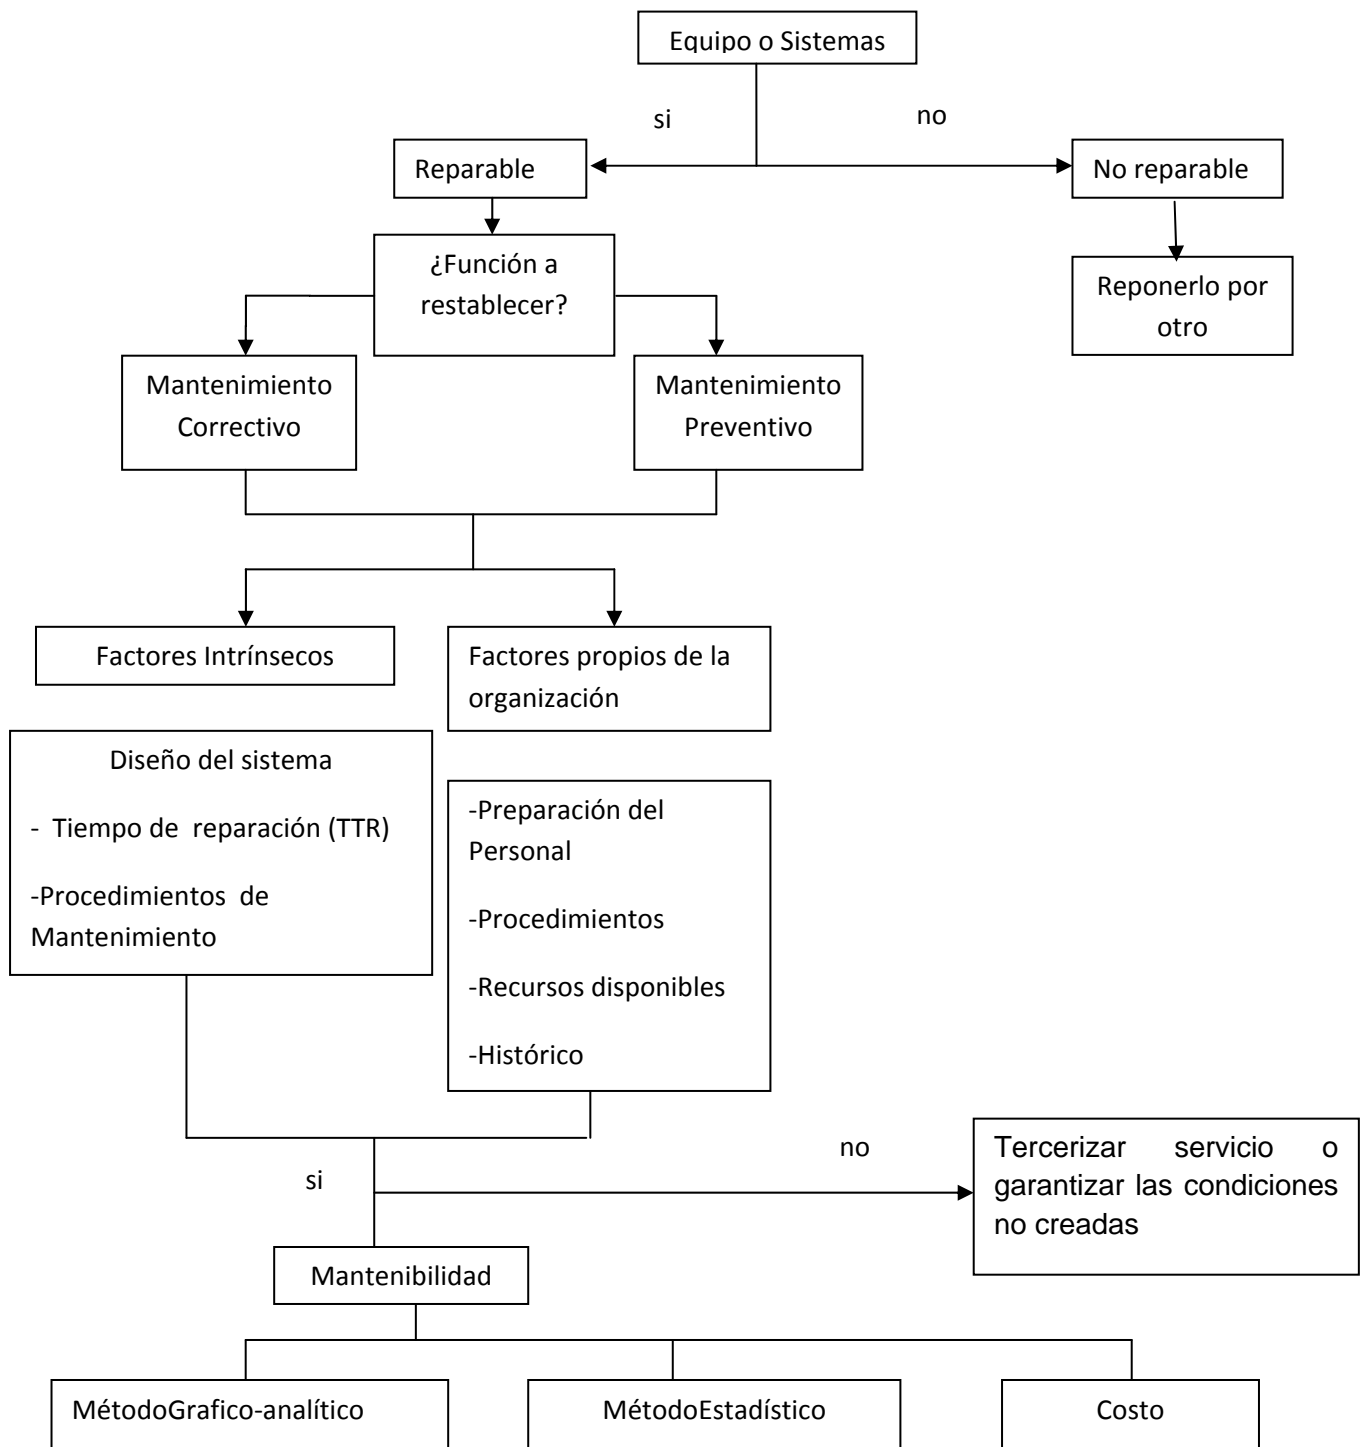 Equipo o Sistemas
si
no
Reparable
No reparable
¿Función a
restablecer?
Reponerlo por
otro
Mantenimiento
Correctivo
Mantenimiento
Preventivo
Factores Intrínsecos
Factores propios de la
organización
Diseño del sistema
- Tiempo de reparación (TTR)
-Procedimientos de
Mantenimiento
-Preparación del
Personal
-Procedimientos
-Recursos disponibles
-Histórico
si
no
Tercerizar servicio o
garantizar las condiciones
no creadas
Mantenibilidad
MétodoGrafico-analítico
MétodoEstadístico
Costo